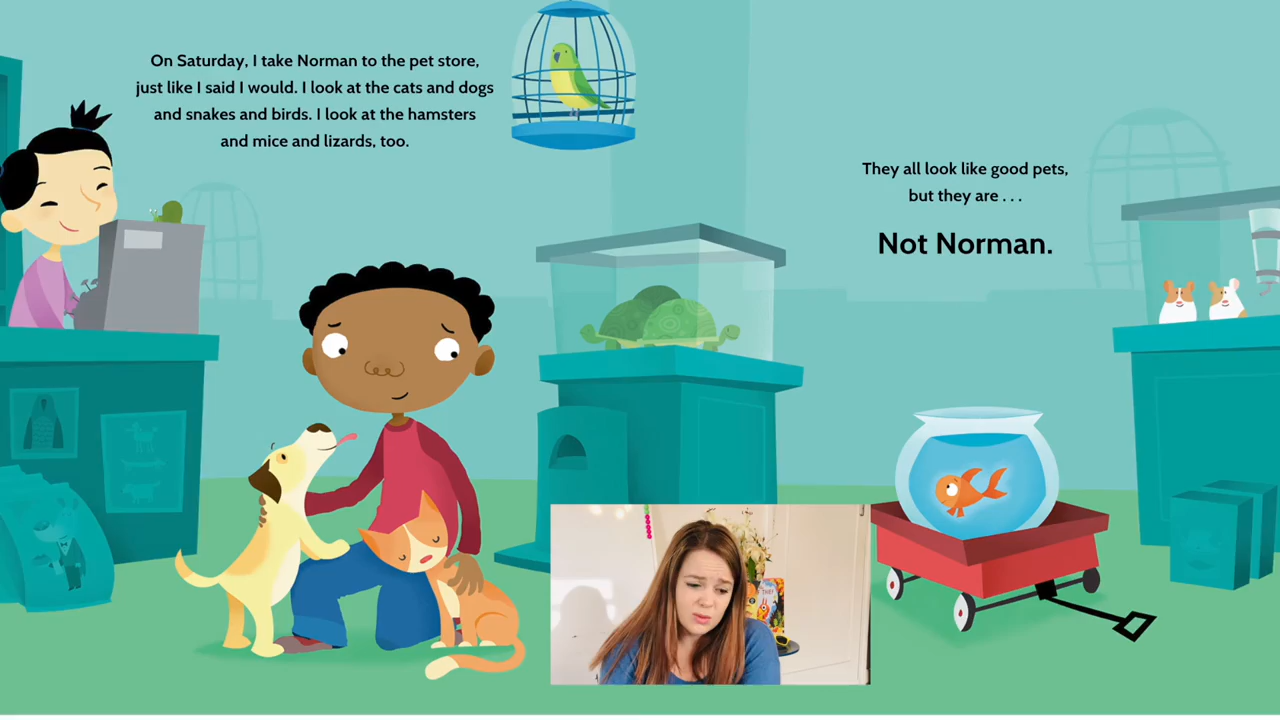 On Saturday, I take Norman to the pet store,
just like I said I would. I look at the cats and dogs
and snakes and birds. I look at the hamsters
and mice and lizards, too.
They all look like good pets,
but they are . . .
Not Norman.